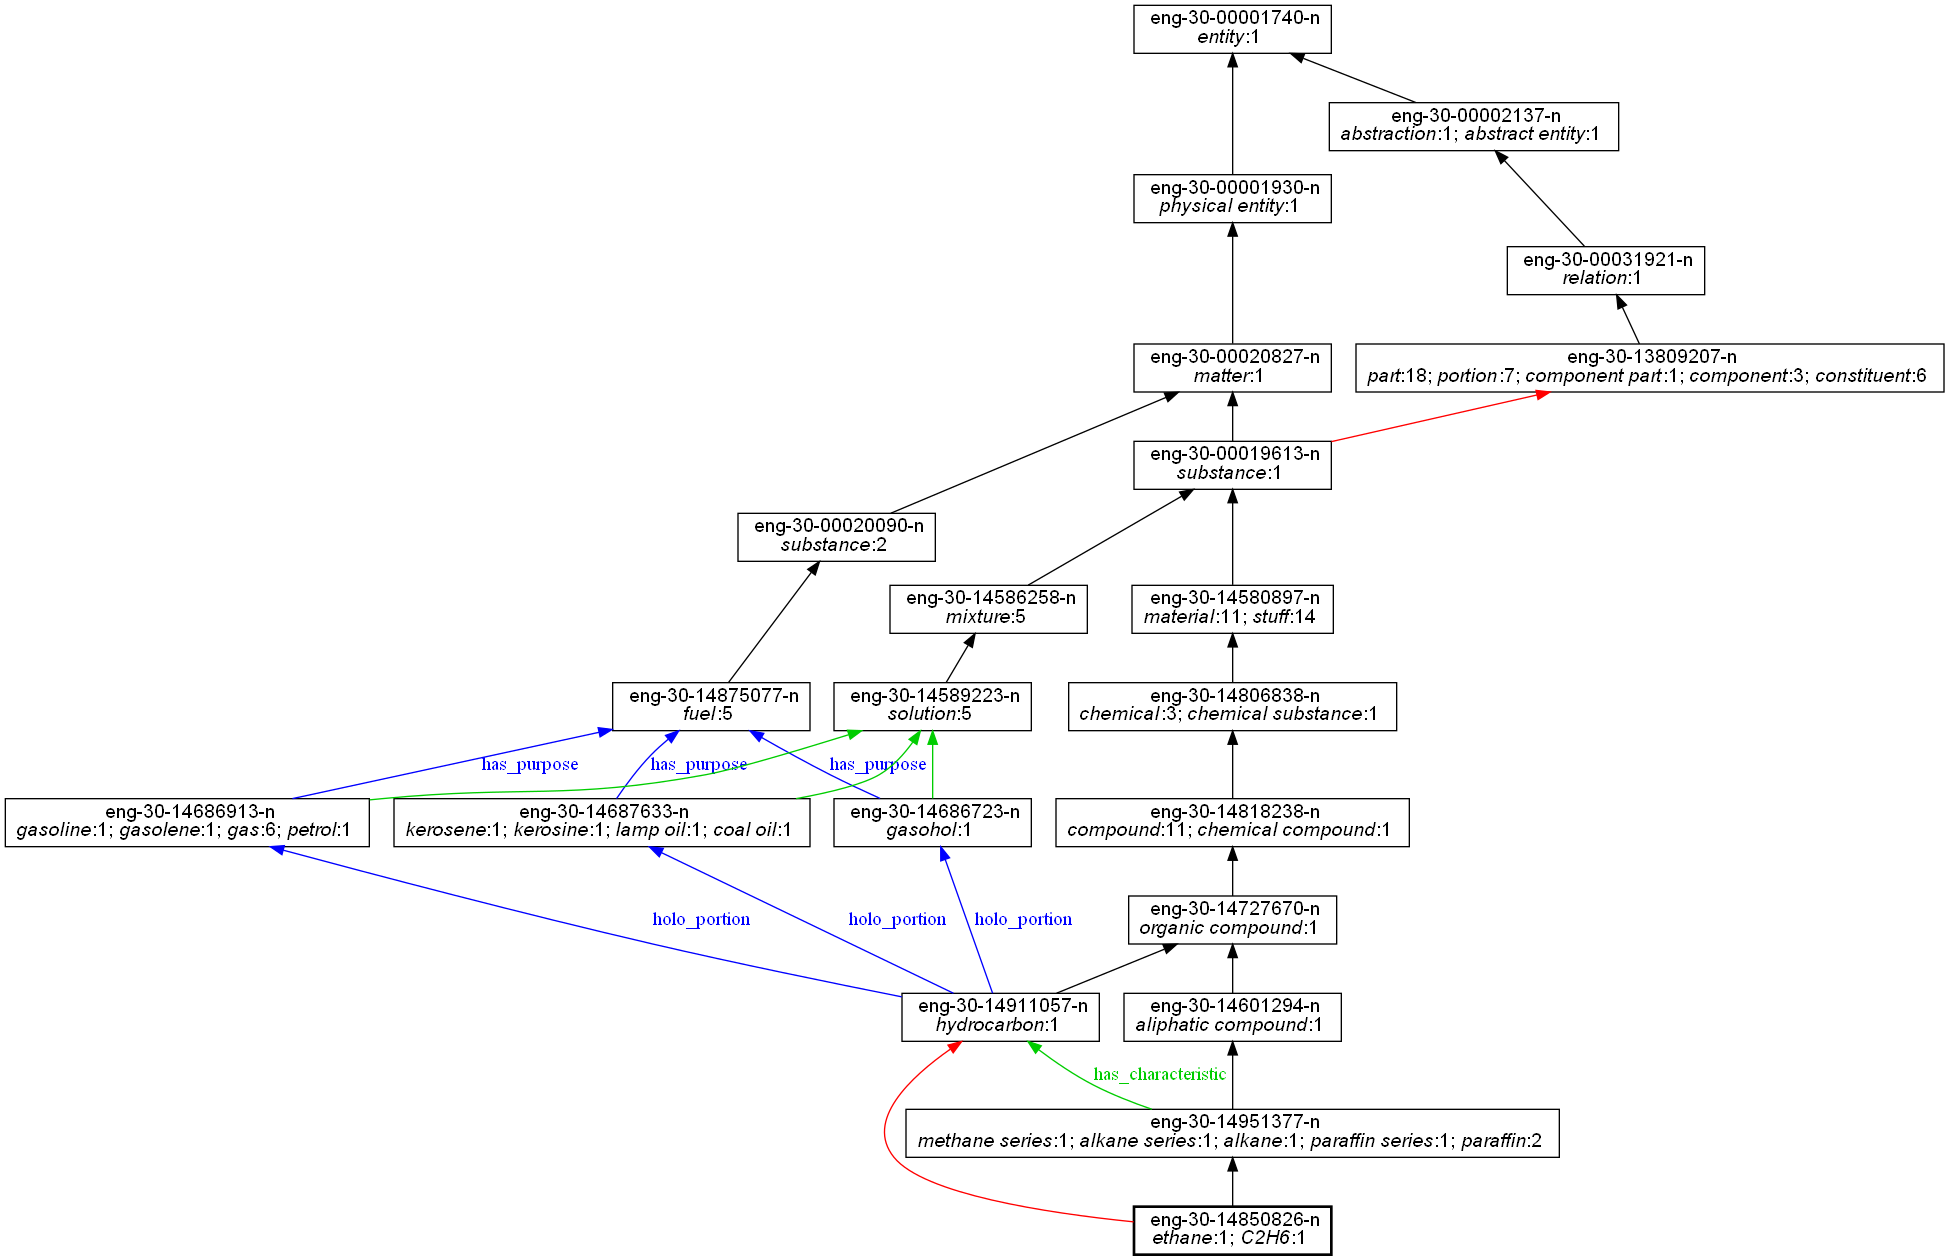 eng-30-00001740-n
entity:1
eng-30-00002137-n
abstraction:1; abstract entity:1
eng-30-00001930-n
physical entity:1
eng-30-00031921-n
relation:1
eng-30-00020827-n
matter:1
eng-30-13809207-n
part:18; portion:7; component part:1; component:3; constituent:6
eng-30-00019613-n
substance:1
eng-30-00020090-n
substance:2
eng-30-14586258-n
mixture:5
eng-30-14580897-n
material:11; stuff:14
eng-30-14875077-n
fuel:5
eng-30-14589223-n
solution:5
eng-30-14806838-n
chemical:3; chemical substance:1
has_purpose
has_purpose
has_purpose
eng-30-14686913-n
gasoline:1; gasolene:1; gas:6; petrol:1
eng-30-14687633-n
kerosene:1; kerosine:1; lamp oil:1; coal oil:1
eng-30-14686723-n
gasohol:1
eng-30-14818238-n
compound:11; chemical compound:1
holo_portion
holo_portion
holo_portion
eng-30-14727670-n
organic compound:1
eng-30-14911057-n
hydrocarbon:1
eng-30-14601294-n
aliphatic compound:1
has_characteristic
eng-30-14951377-n
methane series:1; alkane series:1; alkane:1; paraffin series:1; paraffin:2
eng-30-14850826-n
ethane:1; C2H6:1